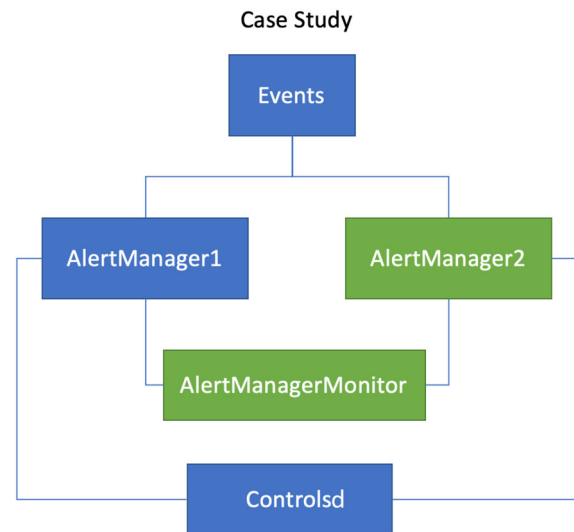 Case Study
Events
AlertManager1
AlertManager2
AlertManagerMonitor
Controlsd